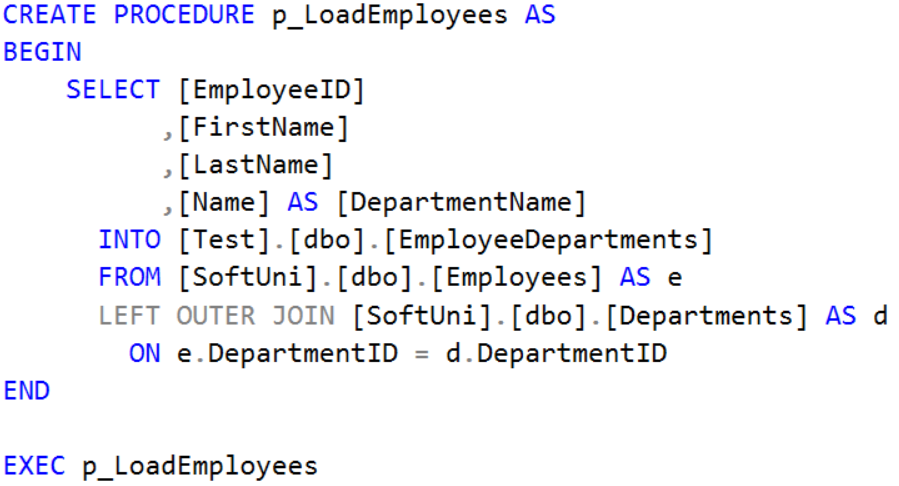 CREATE PROCEDURE p_LoadEmployees AS
BEGIN
SELECT [EmployeeID]
,[FirstName]
,[LastName]
,[Name] AS [DepartmentName]
INTO [Test].[dbo].[EmployeeDepartments]
FROM [SoftUni].[dbo].[Employees] AS e
LEFT OUTER JOIN [SoftUni].[dbo].[Departments] AS d
ON e.DepartmentID = d.DepartmentID
END
EXEC p_LoadEmployees